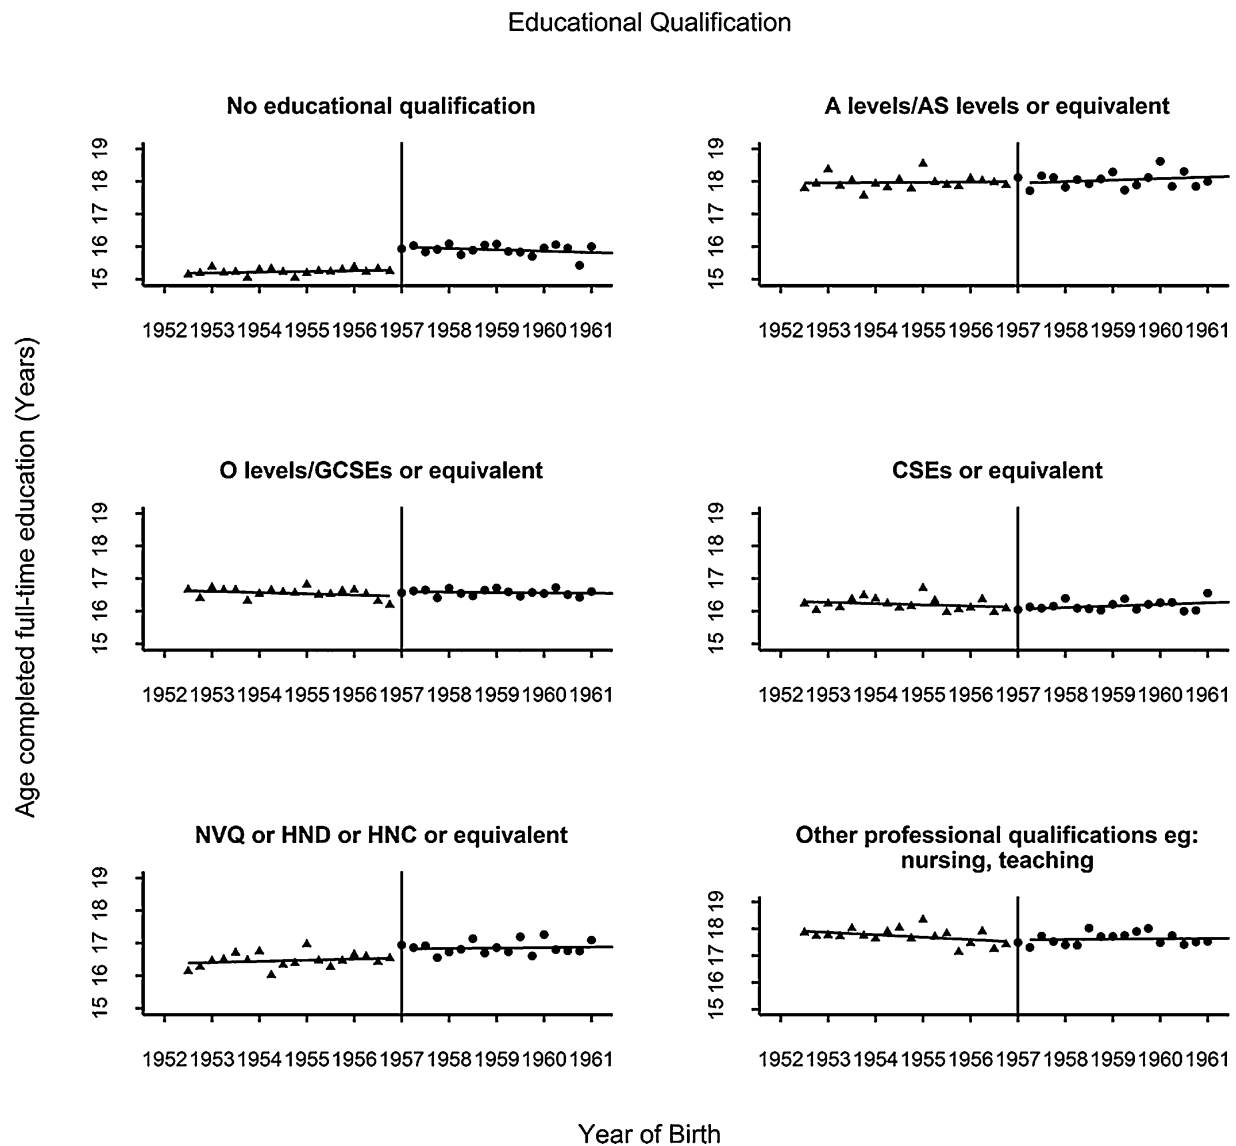 Educational Qualification
No educational qualification
15 16 17 18 19
1952 1953 1954 1955 1956 1957 1958 1959 1960 1961
A levels/AS levels or equivalent
15 16 17 18 19
1952 1953 1954 1955 1956 1957 1958 1959 1960 1961
Age completed full-time education (Years)
O levels/GCSEs or equivalent
15 16 17 18 19
1952 1953 1954 1955 1956 1957 1958 1959 1960 1961
CSEs or equivalent
15 16 17 18 19
1952 1953 1954 1955 1956 1957 1958 1959 1960 1961
NVQ or HND or HNC or equivalent
15 16 17 18 19
1952 1953 1954 1955 1956 1957 1958 1959 1960 1961
Other professional qualifications eg:
nursing, teaching
15 16 17 18 19
1952 1953 1954 1955 1956 1957 1958 1959 1960 1961
Year of Birth